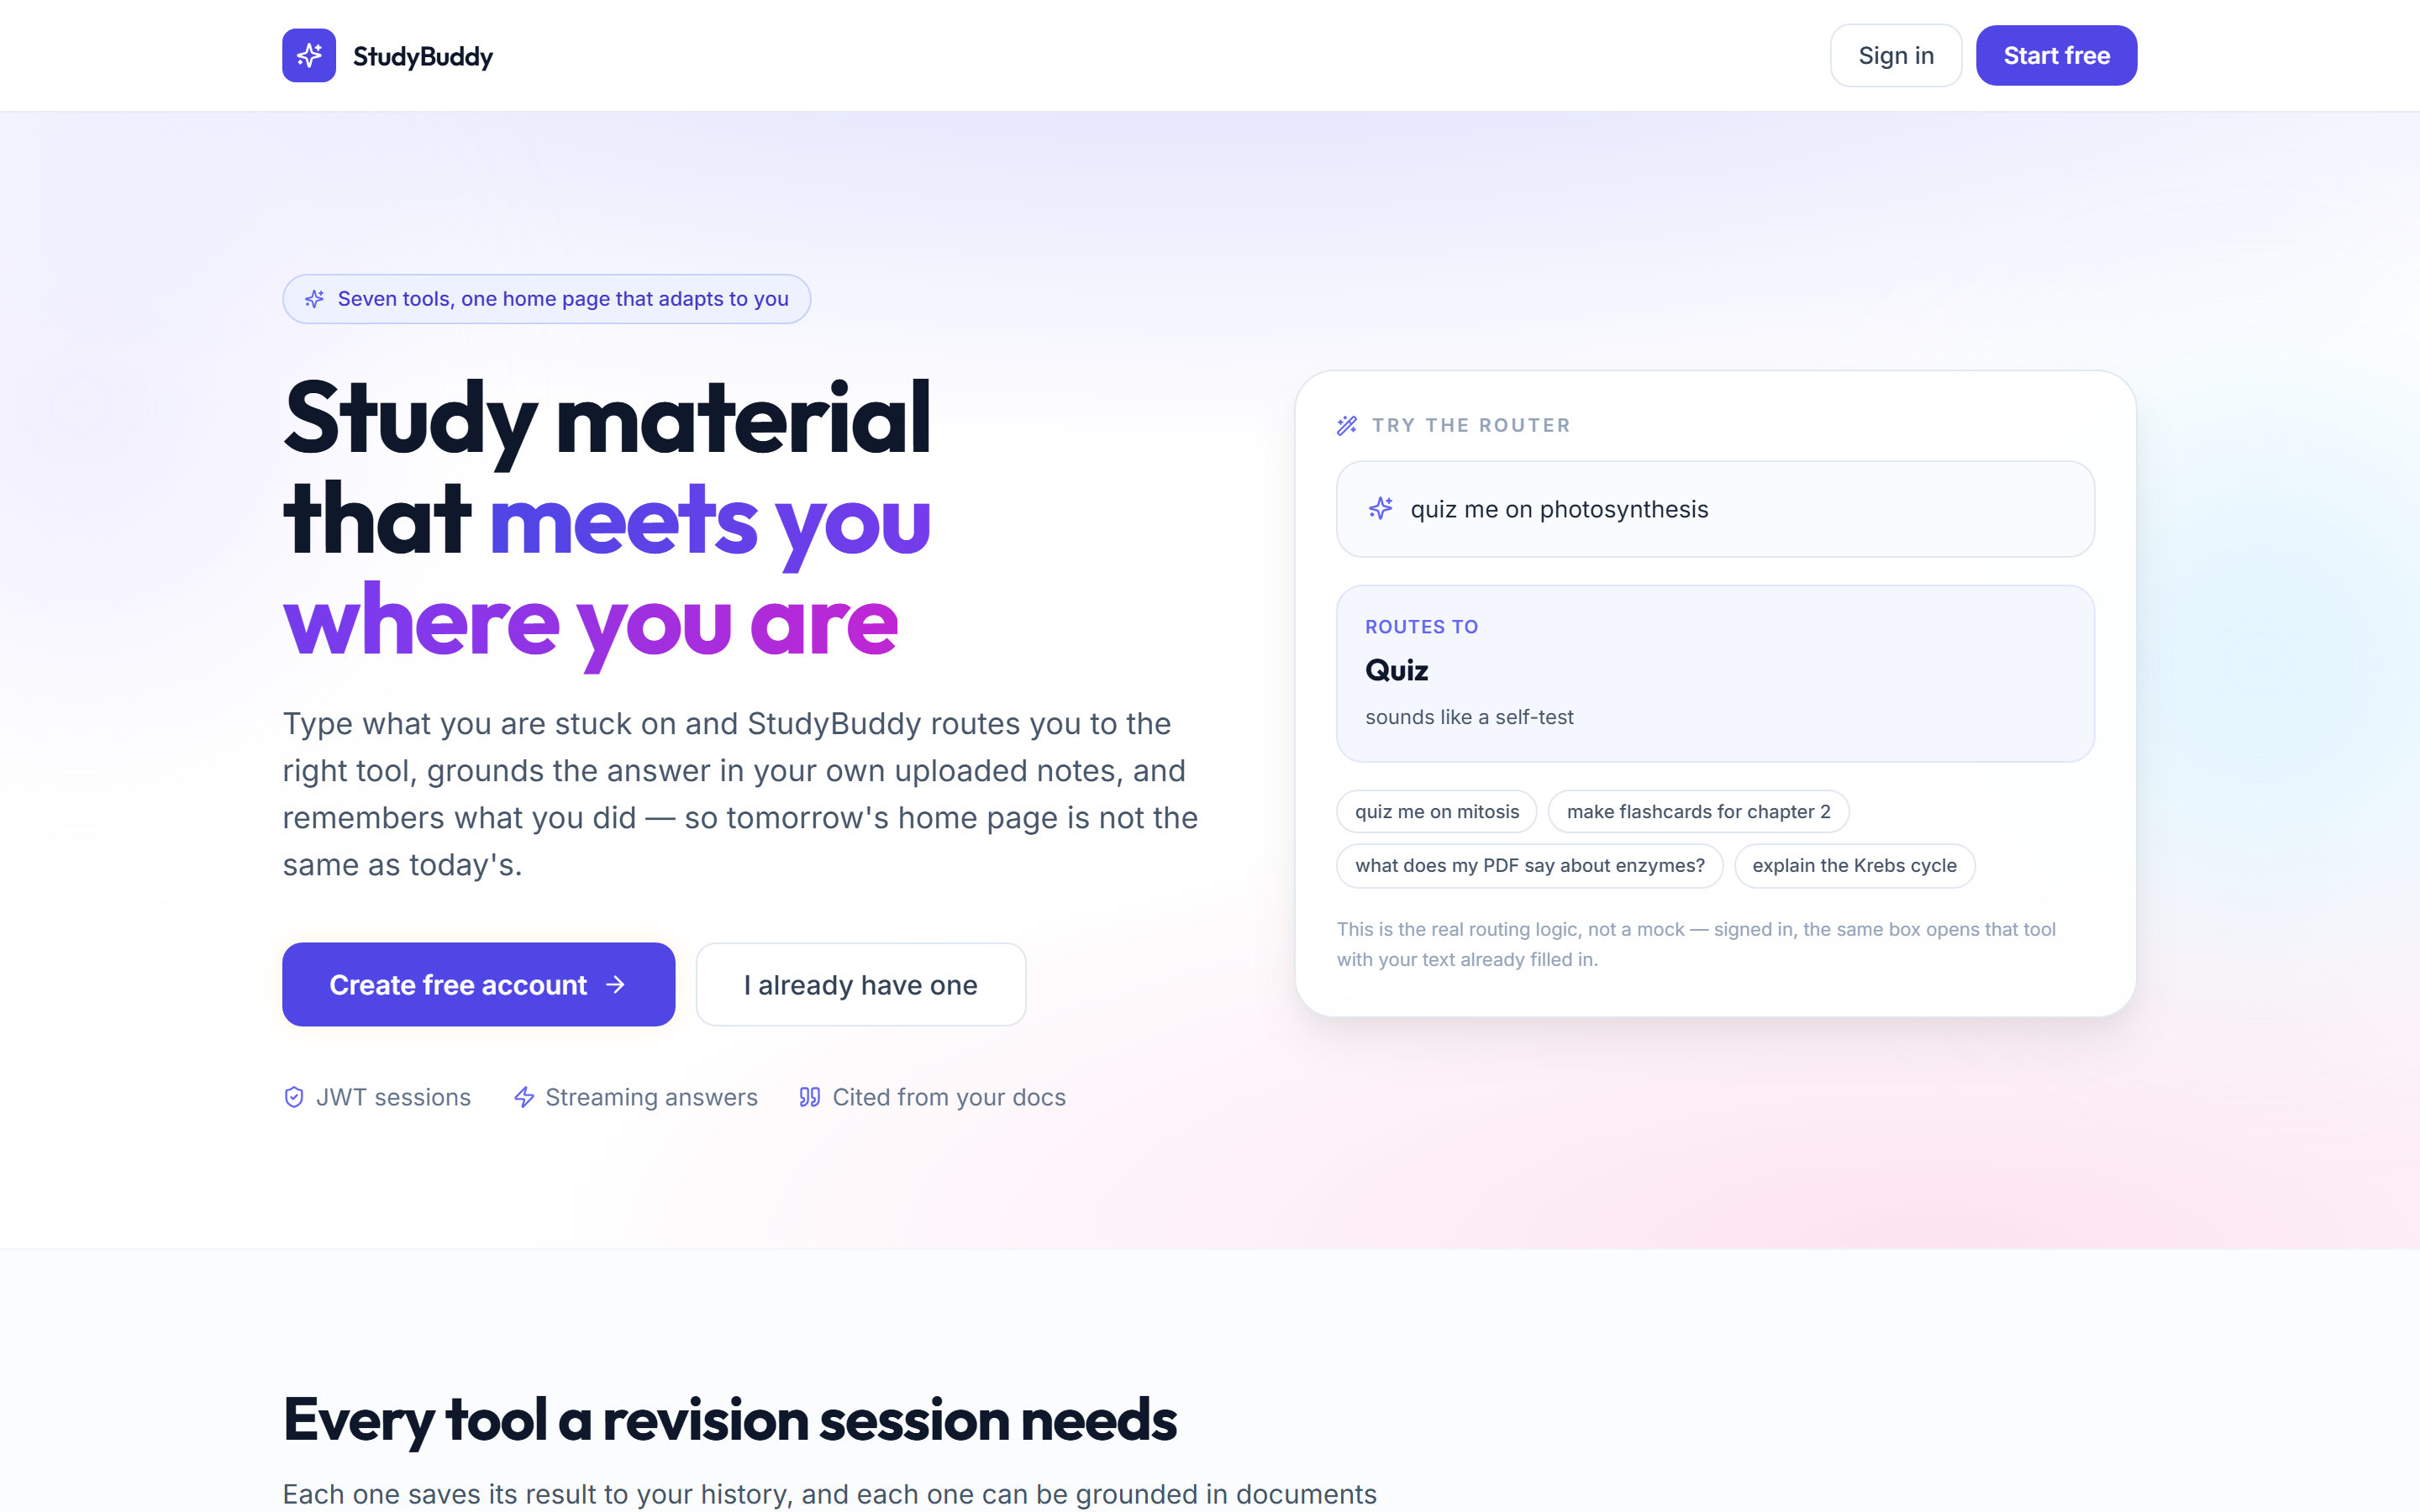 StudyBuddy
Sign in
Start free
Seven tools, one home page that adapts to you
Study material
that meets you
where you are
Type what you are stuck on and StudyBuddy routes you to the
right tool, grounds the answer in your own uploaded notes, and
remembers what you did — so tomorrow's home page is not the
same as today's.
Create free account
I already have one
JWT sessions
Streaming answers
Cited from your docs
TRY THE ROUTER
quiz me on photosynthesis
ROUTES TO
Quiz
sounds like a self-test
quiz me on mitosis
make flashcards for chapter 2
what does my PDF say about enzymes?
explain the Krebs cycle
This is the real routing logic, not a mock — signed in, the same box opens that tool
with your text already filled in.
Every tool a revision session needs
Each one saves its result to your history, and each one can be grounded in documents